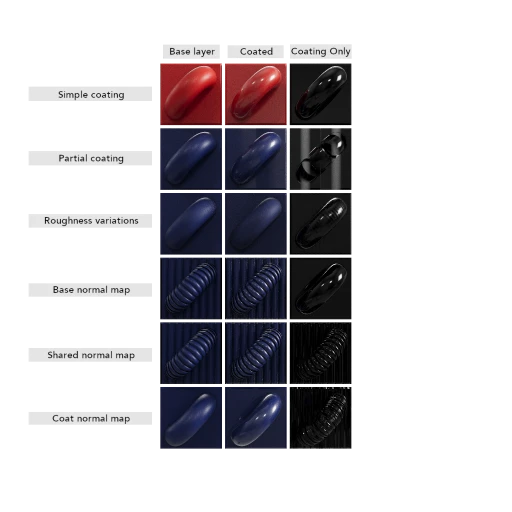 Base layer
Coated
Coating Only
Simple coating
Partial coating
Roughness variations
Base normal map
Shared normal map
Coat normal map